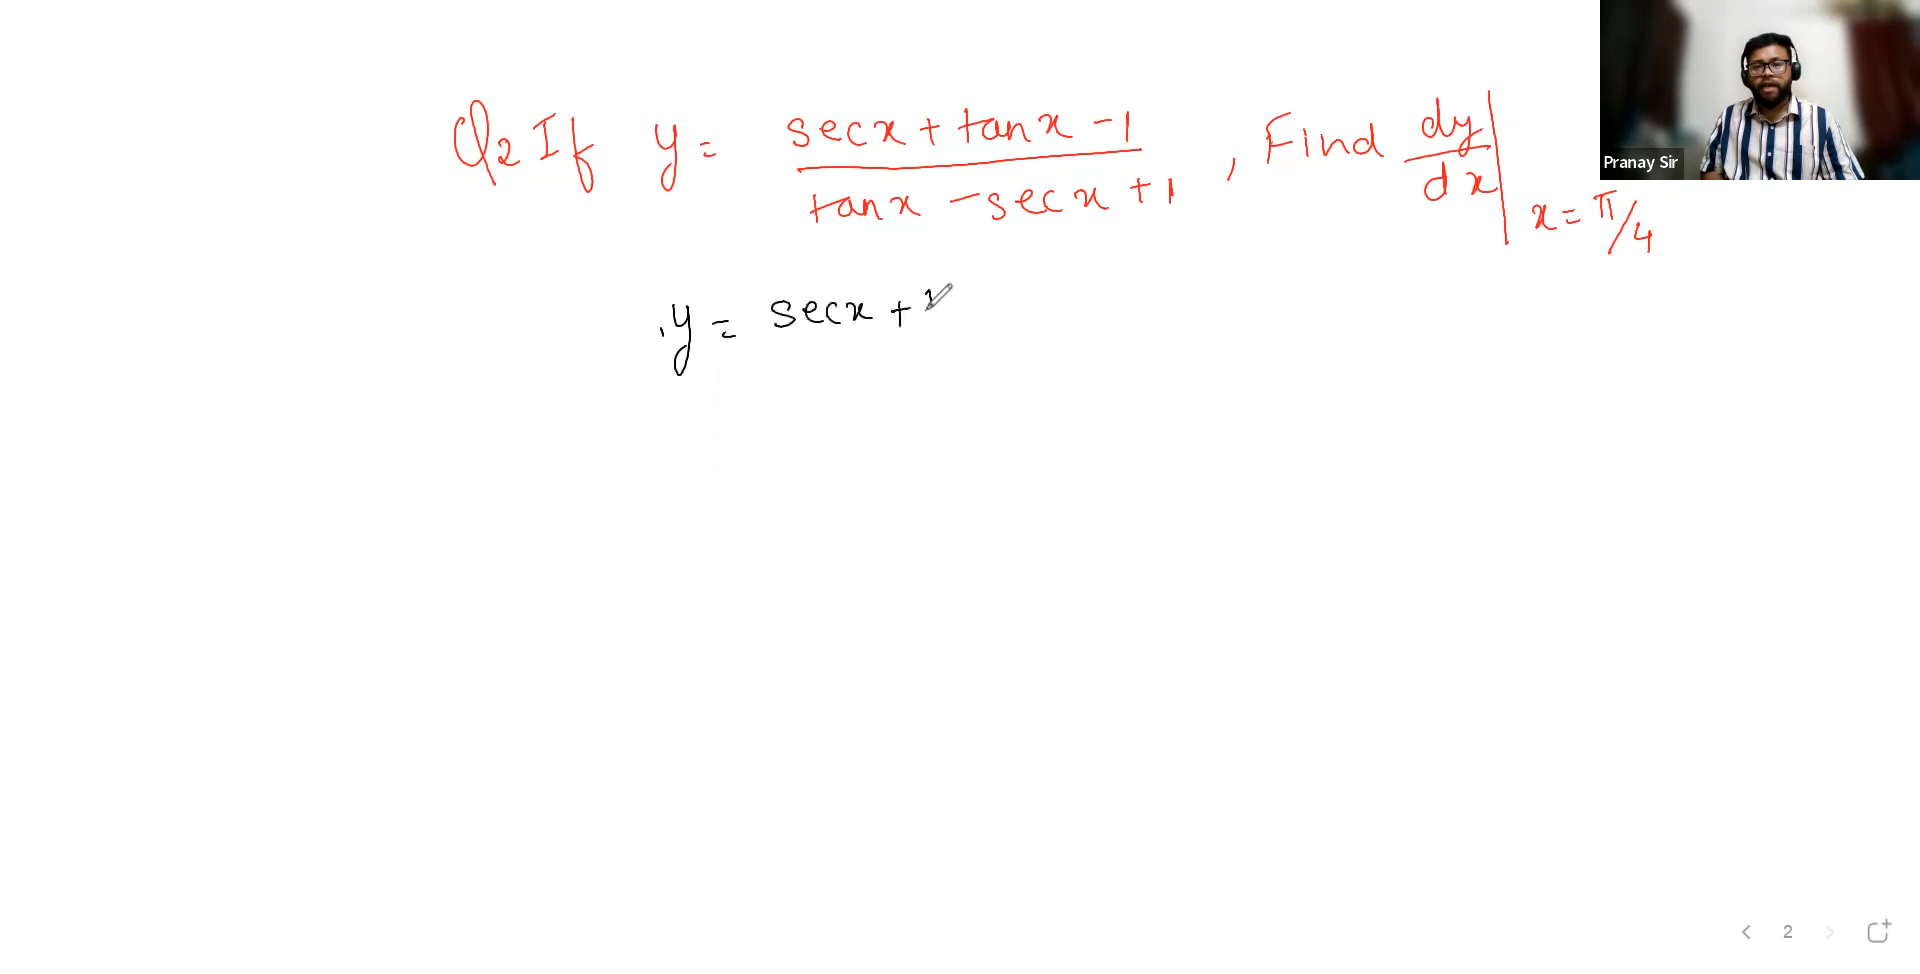 Q2 If y = secx + tanx - 1 / tanx - secx + 1 , Find dy/dx | x = π/4
y = secx +
Pranay Sir
2